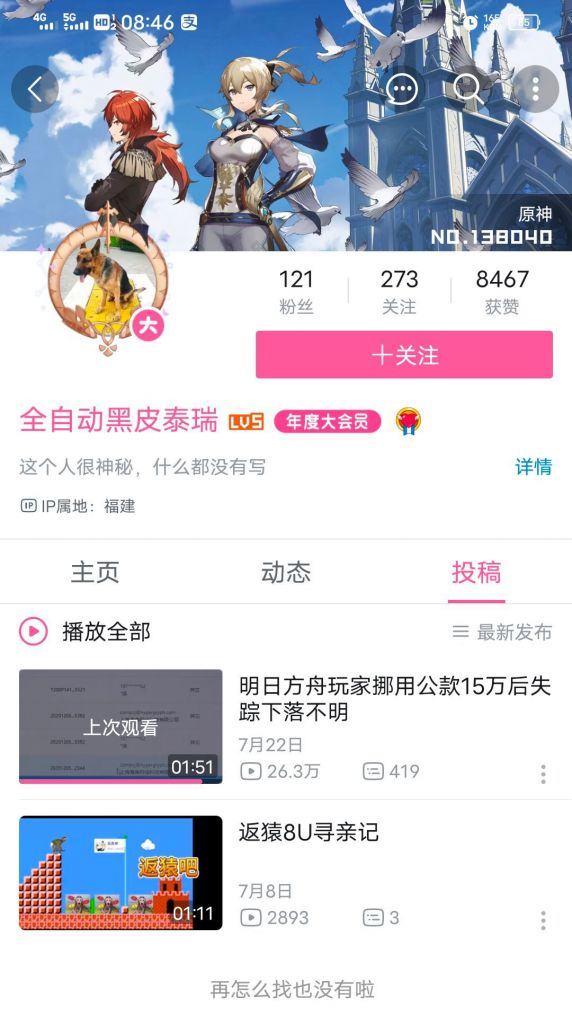 4G 5G HD 2 08:46 支 165 65
原神
NO.138040
121 273 8467
粉丝 关注 获赞
十关注
大
全自动黑皮泰瑞 LV5 年度大会员
这个人很神秘，什么都没有写 详情
IP IP属地：福建
主页 动态 投稿
播放全部 最新发布
明日方舟玩家挪用公款15万后失
踪下落不明
上次观看
01:51
7月22日
26.3万 419
返猿8U寻亲记
返猿吧
01:11
7月8日
2893 3
再怎么找也没有啦